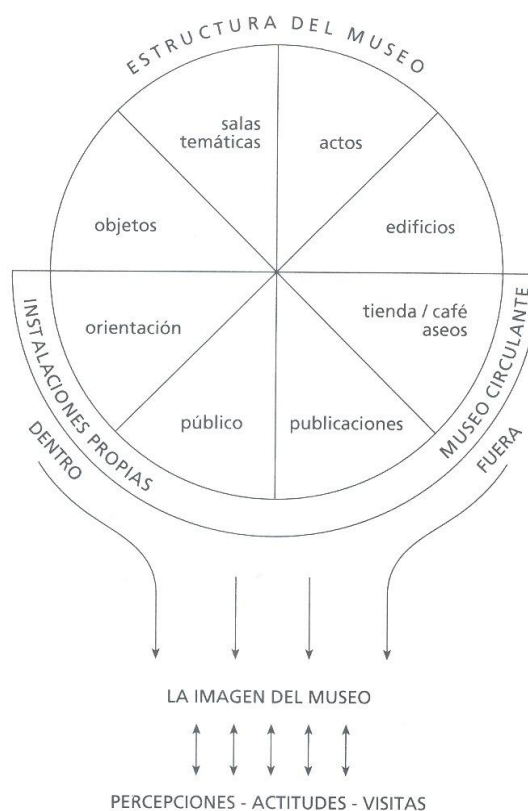 ESTRUCTURA DEL MUSEO
salas
temáticas
actos
objetos
edificios
orientación
tienda / café
aseos
público
publicaciones
INSTALACIONES PROPIAS
MUSEO CIRCULANTE
DENTRO
FUERA
LA IMAGEN DEL MUSEO
PERCEPCIONES - ACTITUDES - VISITAS